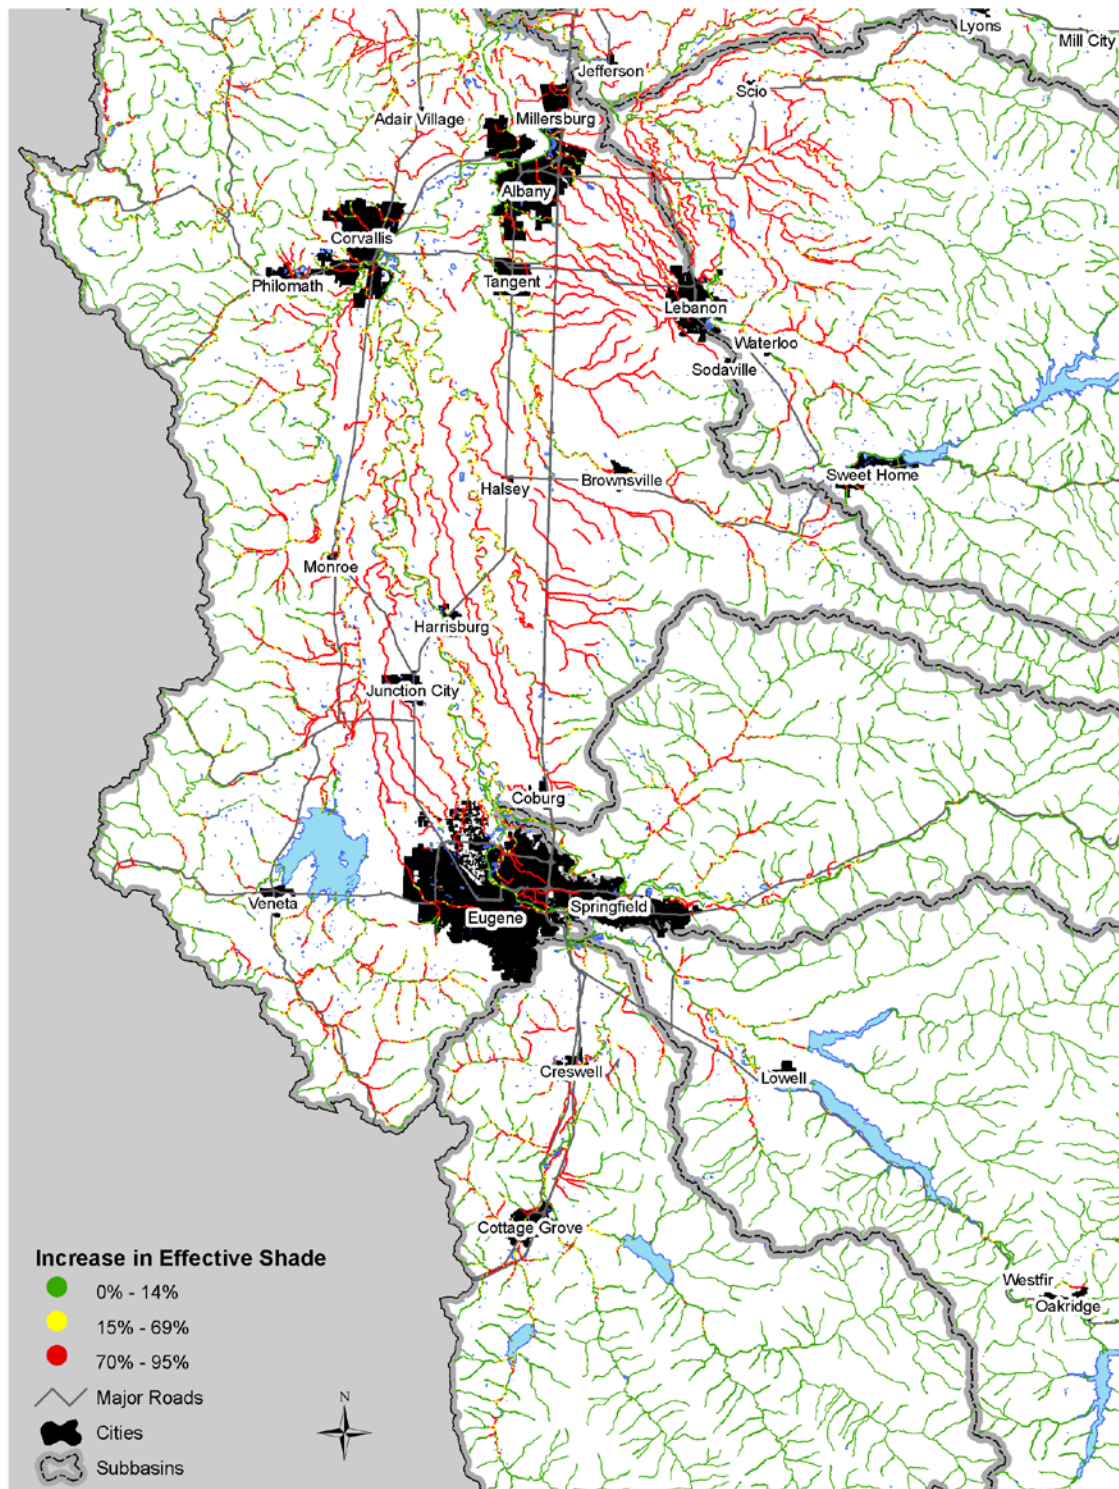 Lyons
Mill City
Jefferson
Scio
Adair Village
Millersburg
Albany
Corvallis
Philomath
Tangent
Lebanon
Waterloo
Sodaville
Sweet Home
Brownsville
Halsey
Monroe
Harrisburg
Junction City
Coburg
Veneta
Eugene
Springfield
Creswell
Lowell
Cottage Grove
Westfir
Oakridge
Increase in Effective Shade
0% - 14%
15% - 69%
70% - 95%
Major Roads
Cities
Subbasins
N